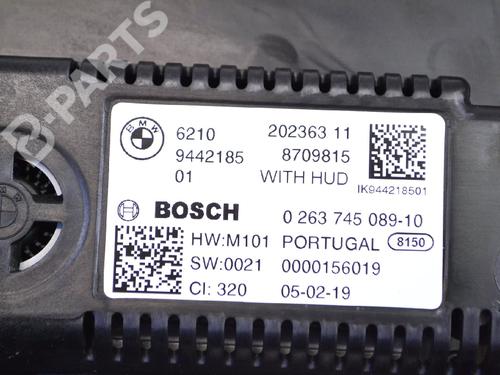 B-PARTS
BMW
6210 202363 11
9442185 8709815
01 WITH HUD
IK944218501
BOSCH 0 263 745 089-10
HW:M101 PORTUGAL 8150
SW:0021 0000156019
CI: 320 05-02-19